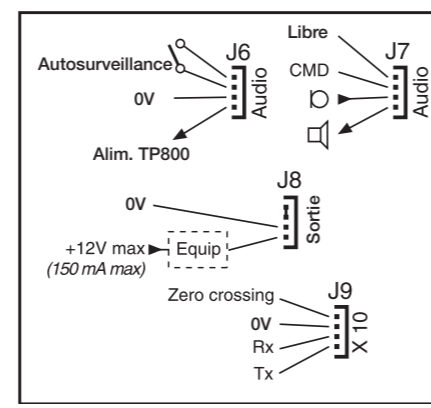 Autosurveillance
0V
Alim. TP800
J6
Audio
Libre
CMD
J7
Audio
0V
+12V max
(150 mA max)
Equip
J8
Sortie
Zero crossing
0V
Rx
Tx
J9
X 10